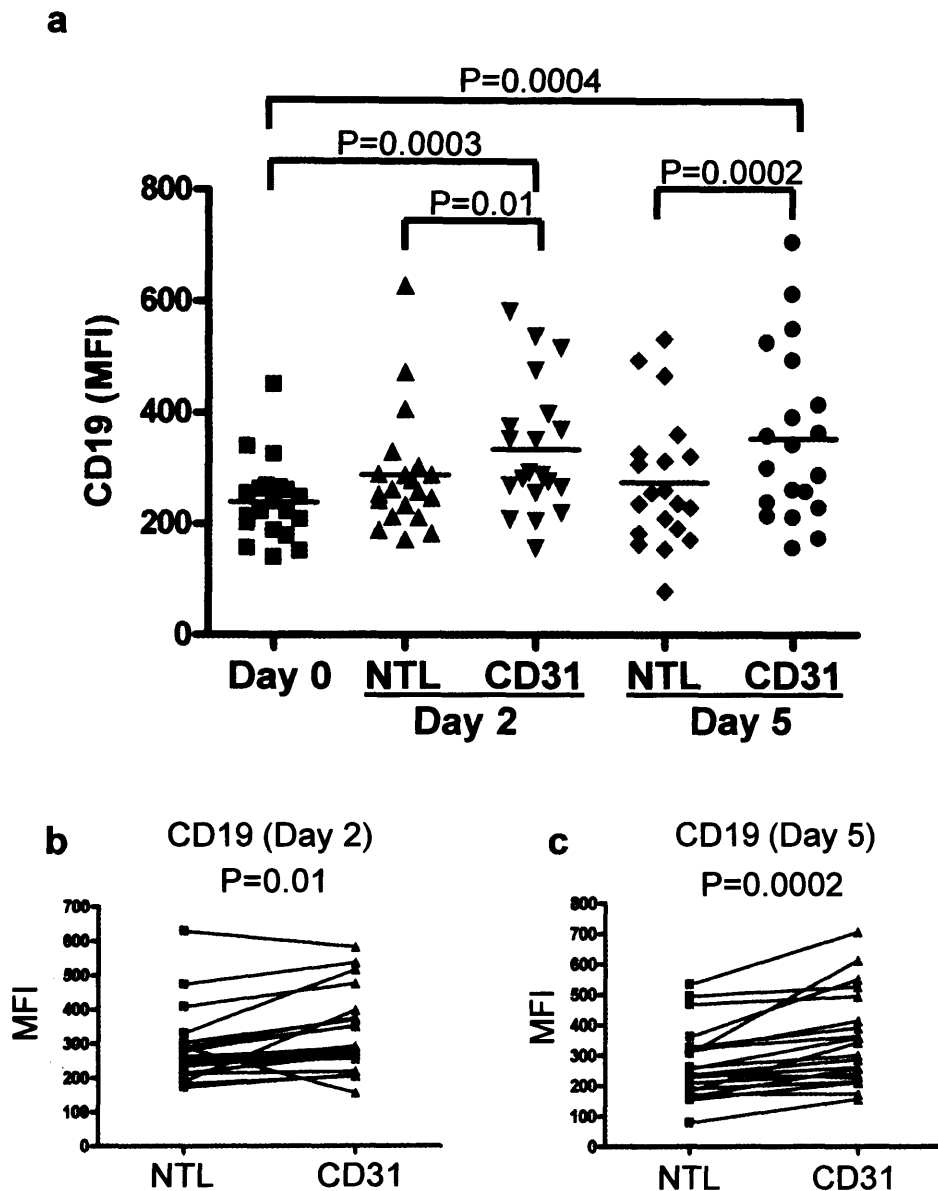 a
P=0.0004
P=0.0003
P=0.0002
P=0.01
800
600
400
200
0
CD19 (MFI)
Day 0 NTL CD31 NTL CD31
Day 2 Day 5
b CD19 (Day 2)
P=0.01
700
600
500
400
300
200
100
0
MFI
NTL CD31
c CD19 (Day 5)
P=0.0002
800
700
600
500
400
300
200
100
0
MFI
NTL CD31